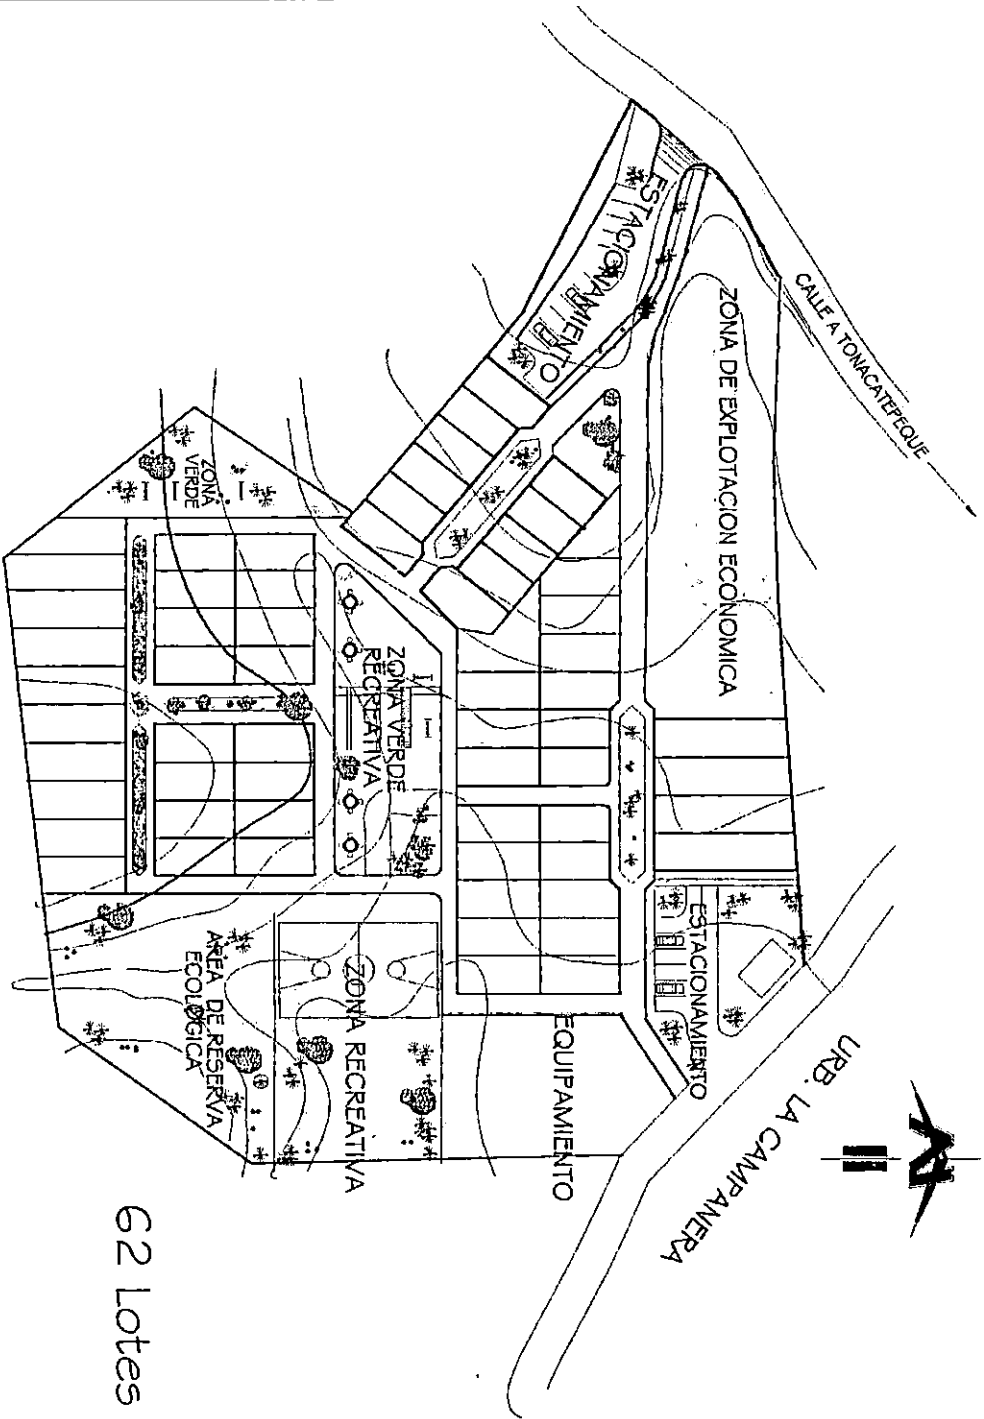 CALLE A TONACATEPEQUE
ESTACIONAMIENTO
ZONA DE EXPLOTACION ECONOMICA
ZONA
VERDE
ZONA VERDE
RECREATIVA
ESTACIONAMIENTO
URB. LA CAMPANERA
EQUIPAMIENTO
ZONA RECREATIVA
AREA DE RESERVA
ECOLOGICA
62 Lotes